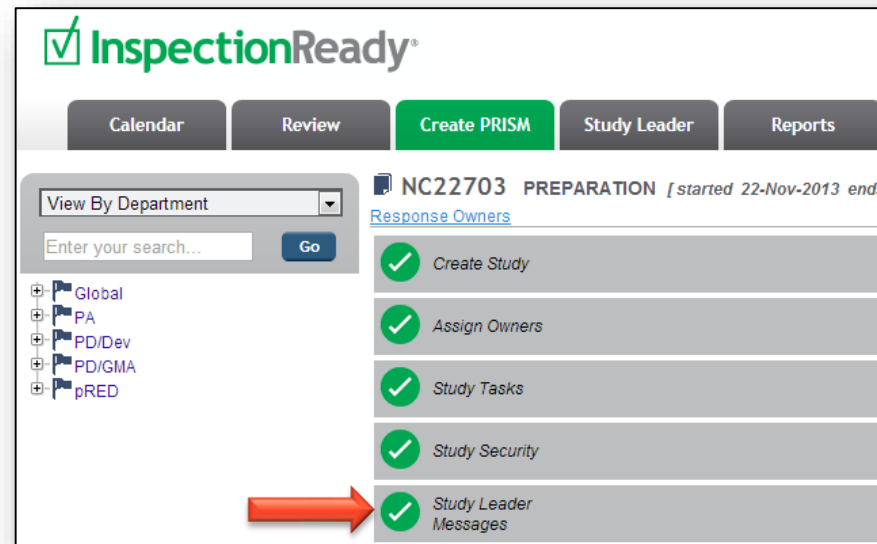 InspectionReady®
Calendar Review Create PRISM Study Leader Reports
View By Department
Enter your search... Go
Global
PA
PD/Dev
PD/GMA
pRED
NC22703 PREPARATION [ started 22-Nov-2013 end
Response Owners
Create Study
Assign Owners
Study Tasks
Study Security
Study Leader
Messages